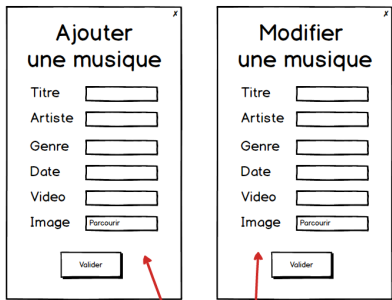 x
Ajouter
une musique
Titre
Artiste
Genre
Date
Video
Image Parcourir
Valider
x
Modifier
une musique
Titre
Artiste
Genre
Date
Video
Image Parcourir
Valider